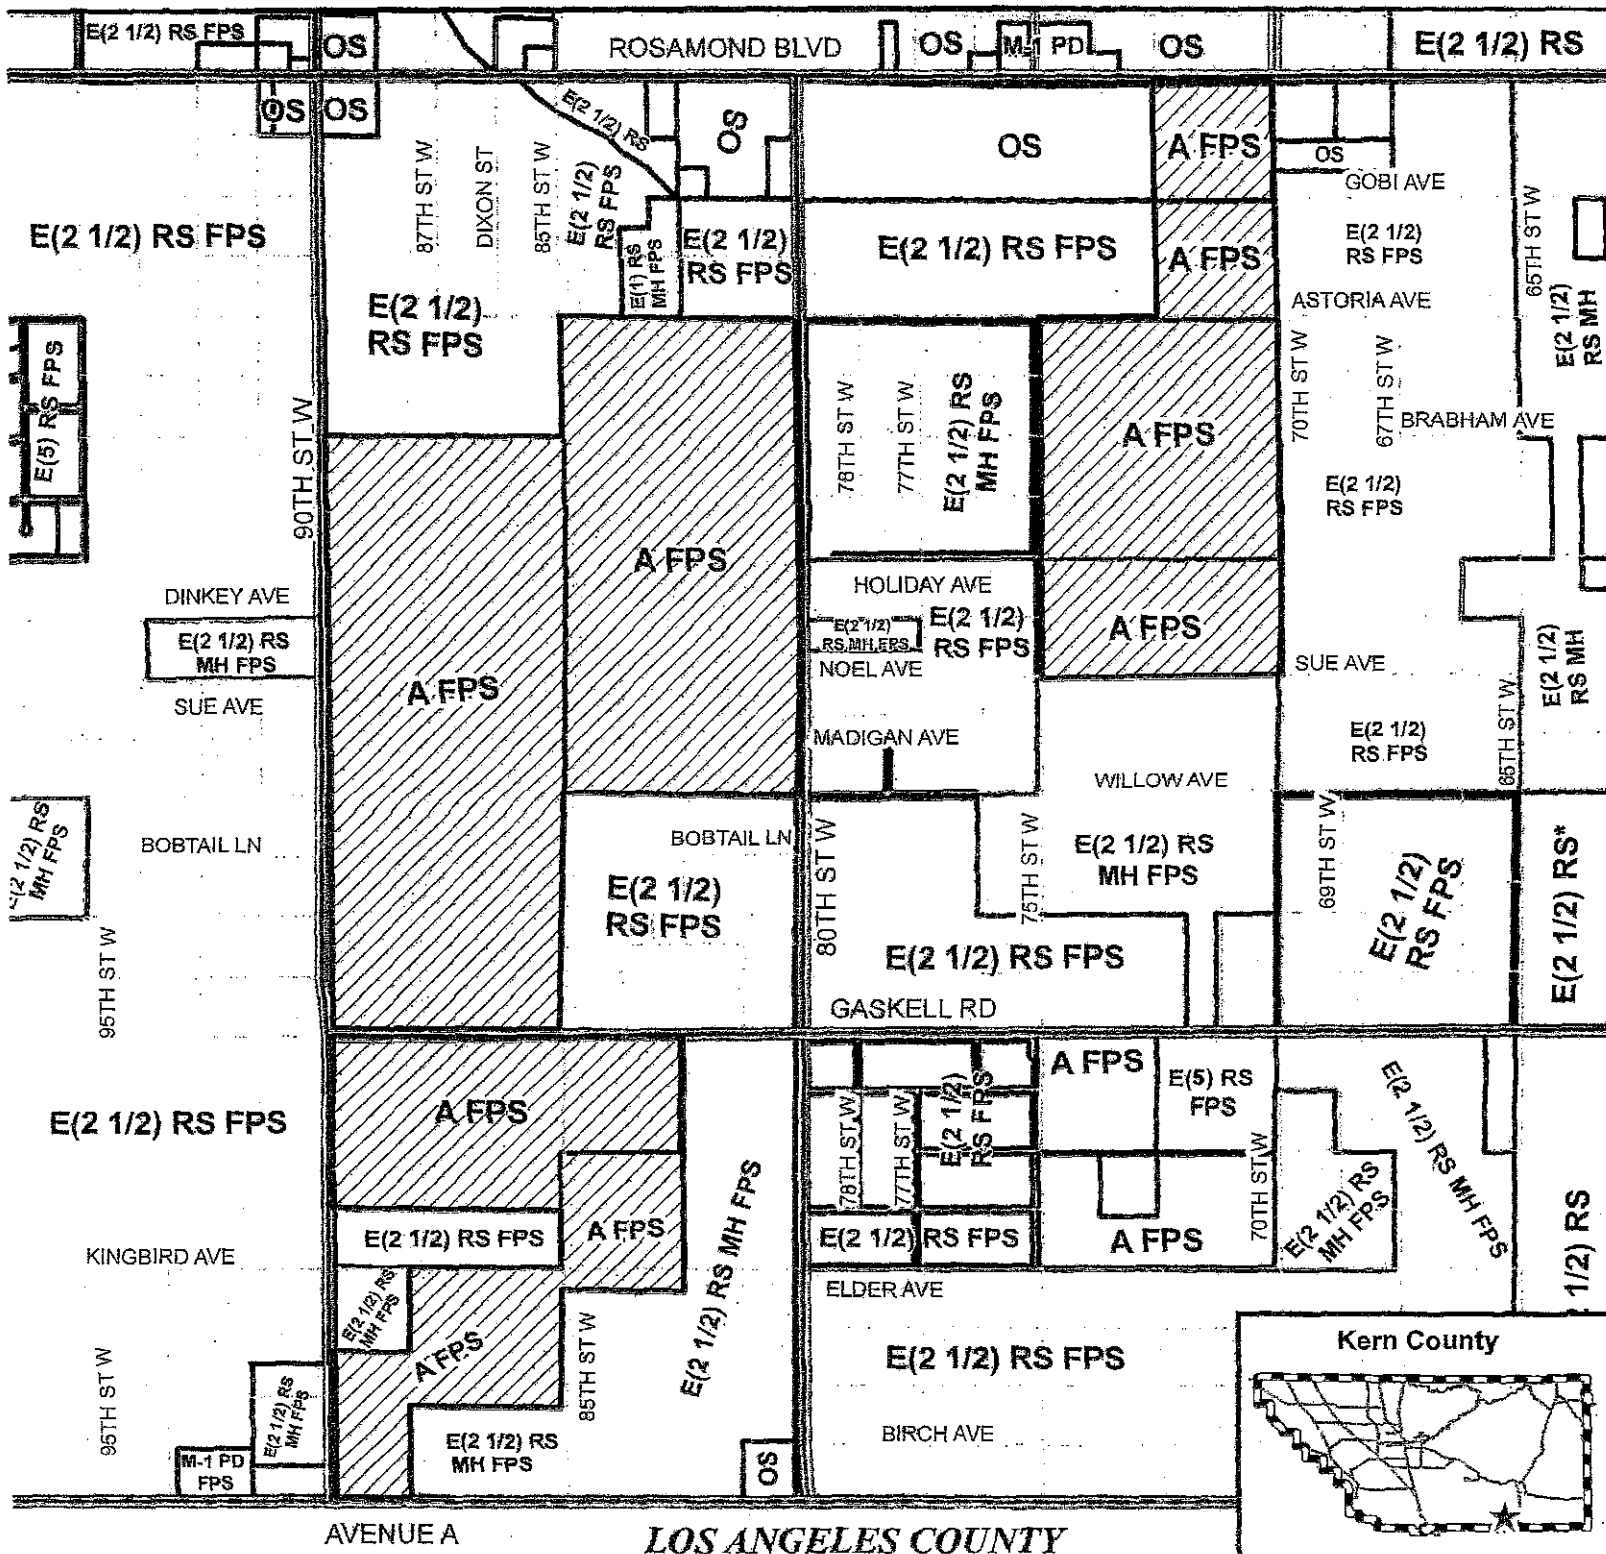 E(2 1/2) RS FPS
OS
ROSAMOND BLVD
OS
M-1 PD
OS
E(2 1/2) RS
OS
OS
E(2 1/2) RS
OS
OS
A FPS
OS
GOBI AVE
87TH ST W
DIXON ST
85TH ST W
E(2 1/2)
RS FPS
E(2 1/2) RS FPS
E(1) RS
MH FPS
E(2 1/2)
RS FPS
E(2 1/2) RS FPS
A FPS
E(2 1/2)
RS FPS
65TH ST W
ASTORIA AVE
E(2 1/2)
RS FPS
E(5) RS FPS
90TH ST W
78TH ST W
77TH ST W
E(2 1/2) RS
MH FPS
A FPS
70TH ST W
67TH ST W
E(2 1/2)
RS MH
BRABHAM AVE
E(2 1/2)
RS FPS
A FPS
DINKEY AVE
HOLIDAY AVE
E(2 1/2) RS
MH FPS
E(2 1/2)
E(2 1/2)
RS FPS
A FPS
NOEL AVE
SUE AVE
E(2 1/2)
RS MH
A FPS
SUE AVE
MADIGAN AVE
E(2 1/2)
RS FPS
65TH ST W
WILLOW AVE
E(2 1/2) RS
MH FPS
BOBTAIL LN
BOBTAIL LN
80TH ST W
75TH ST W
E(2 1/2) RS
MH FPS
69TH ST W
E(2 1/2)
RS FPS
E(2 1/2) RS*
E(2 1/2)
RS FPS
95TH ST W
E(2 1/2) RS FPS
GASKELL RD
E(2 1/2) RS FPS
A FPS
A FPS
E(5) RS
FPS
E(2 1/2) RS MH FPS
78TH ST W
77TH ST W
E(2 1/2)
RS FPS
70TH ST W
E(2 1/2) RS
MH FPS
E(2 1/2) RS MH FPS
1/2) RS
KINGBIRD AVE
E(2 1/2) RS FPS
A FPS
E(2 1/2) RS FPS
A FPS
ELDER AVE
E(2 1/2) RS
MH FPS
A FPS
85TH ST W
E(2 1/2) RS FPS
Kern County
95TH ST W
E(2 1/2) RS
MH FPS
M-1 PD
FPS
E(2 1/2) RS
MH FPS
OS
BIRCH AVE
AVENUE A
LOS ANGELES COUNTY